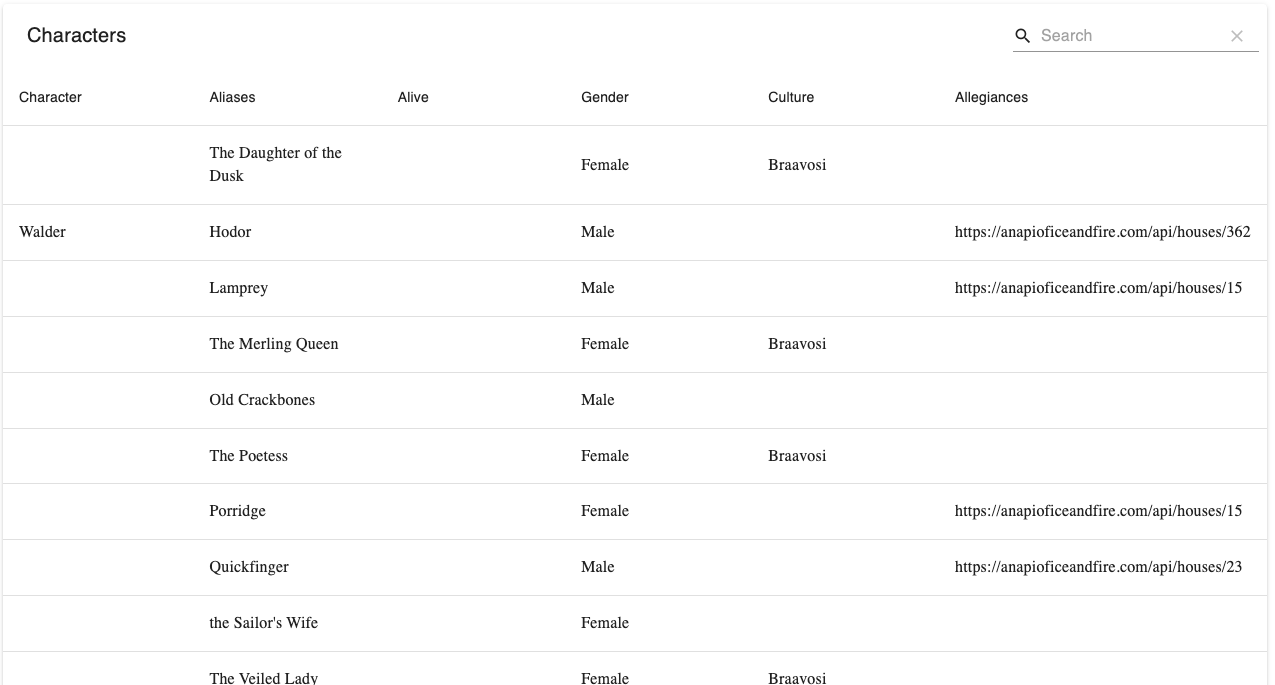 Characters
Search
Character Aliases Alive Gender Culture Allegiances
The Daughter of the
Dusk Female Braavosi
Walder Hodor Male https://anapioficeandfire.com/api/houses/362
Lamprey Male https://anapioficeandfire.com/api/houses/15
The Merling Queen Female Braavosi
Old Crackbones Male
The Poetess Female Braavosi
Porridge Female https://anapioficeandfire.com/api/houses/15
Quickfinger Male https://anapioficeandfire.com/api/houses/23
the Sailor's Wife Female
The Veiled Lady Female Braavosi